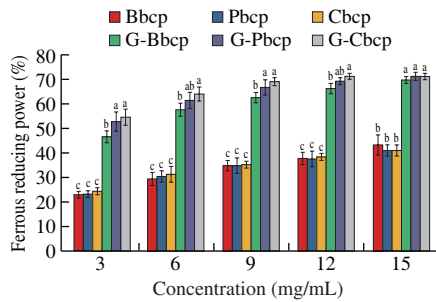 Bbcp Pbcp Cbcp
G-Bbcp G-Pbcp G-Cbcp
Ferrous reducing power (%)
80
70
60
50
40
30
20
10
0
c c c b a a
c c c b ab a
c c c b a a
c c c b ab a
b b b a a a
3 6 9 12 15
Concentration (mg/mL)